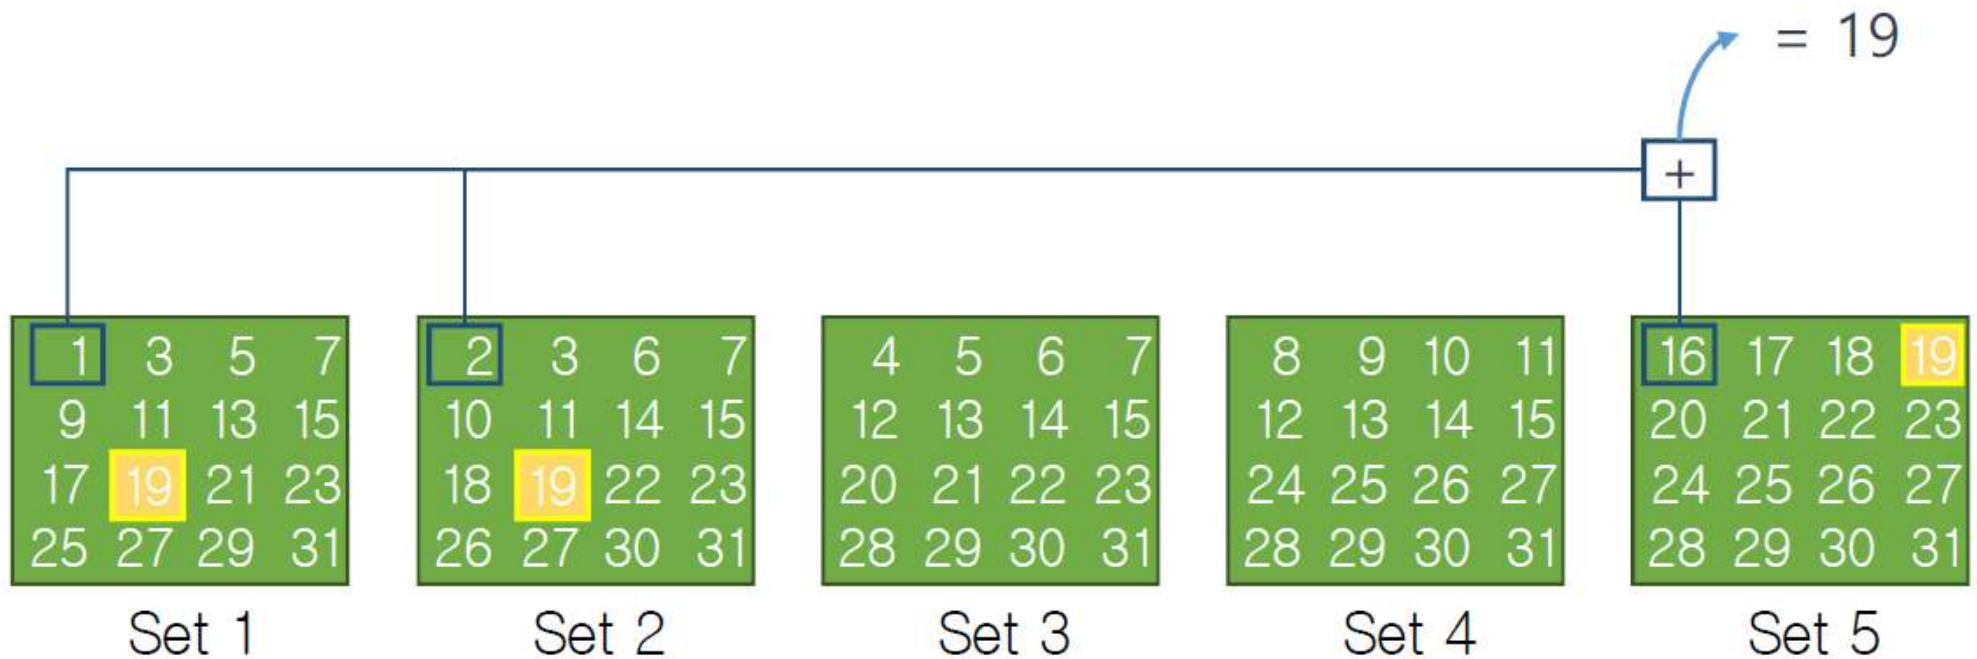 = 19
+
1 3 5 7
9 11 13 15
17 19 21 23
25 27 29 31
Set 1
2 3 6 7
10 11 14 15
18 19 22 23
26 27 30 31
Set 2
4 5 6 7
12 13 14 15
20 21 22 23
28 29 30 31
Set 3
8 9 10 11
12 13 14 15
24 25 26 27
28 29 30 31
Set 4
16 17 18 19
20 21 22 23
24 25 26 27
28 29 30 31
Set 5